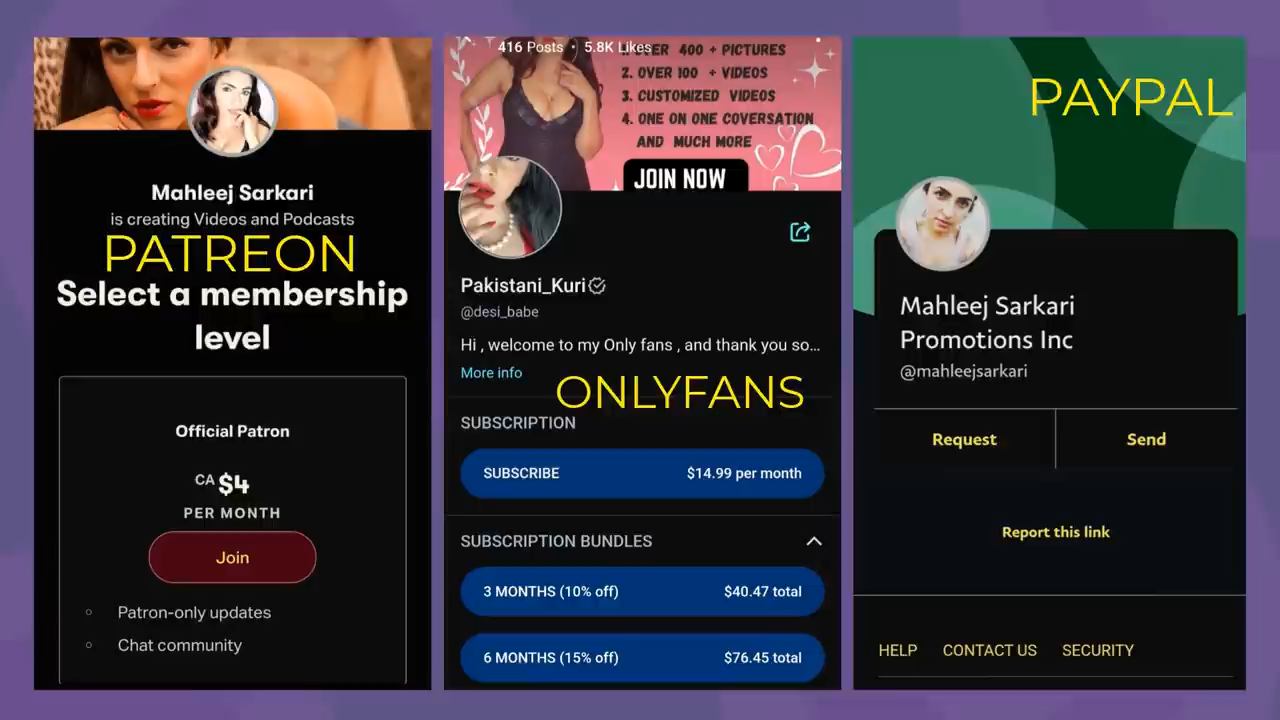 Mahleej Sarkari
is creating Videos and Podcasts
PATREON
Select a membership
level
Official Patron
CA $4
PER MONTH
Join
Patron-only updates
Chat community
416 Posts • 5.8K Likes
OVER 400 + PICTURES
2. OVER 100 + VIDEOS
3. CUSTOMIZED VIDEOS
4. ONE ON ONE COVERSATION
AND MUCH MORE
JOIN NOW
Pakistani_Kuri
@desi_babe
Hi , welcome to my Only fans , and thank you so...
More info
ONLYFANS
SUBSCRIPTION
SUBSCRIBE $14.99 per month
SUBSCRIPTION BUNDLES
3 MONTHS (10% off) $40.47 total
6 MONTHS (15% off) $76.45 total
PAYPAL
Mahleej Sarkari
Promotions Inc
@mahleejsarkari
Request Send
Report this link
HELP CONTACT US SECURITY